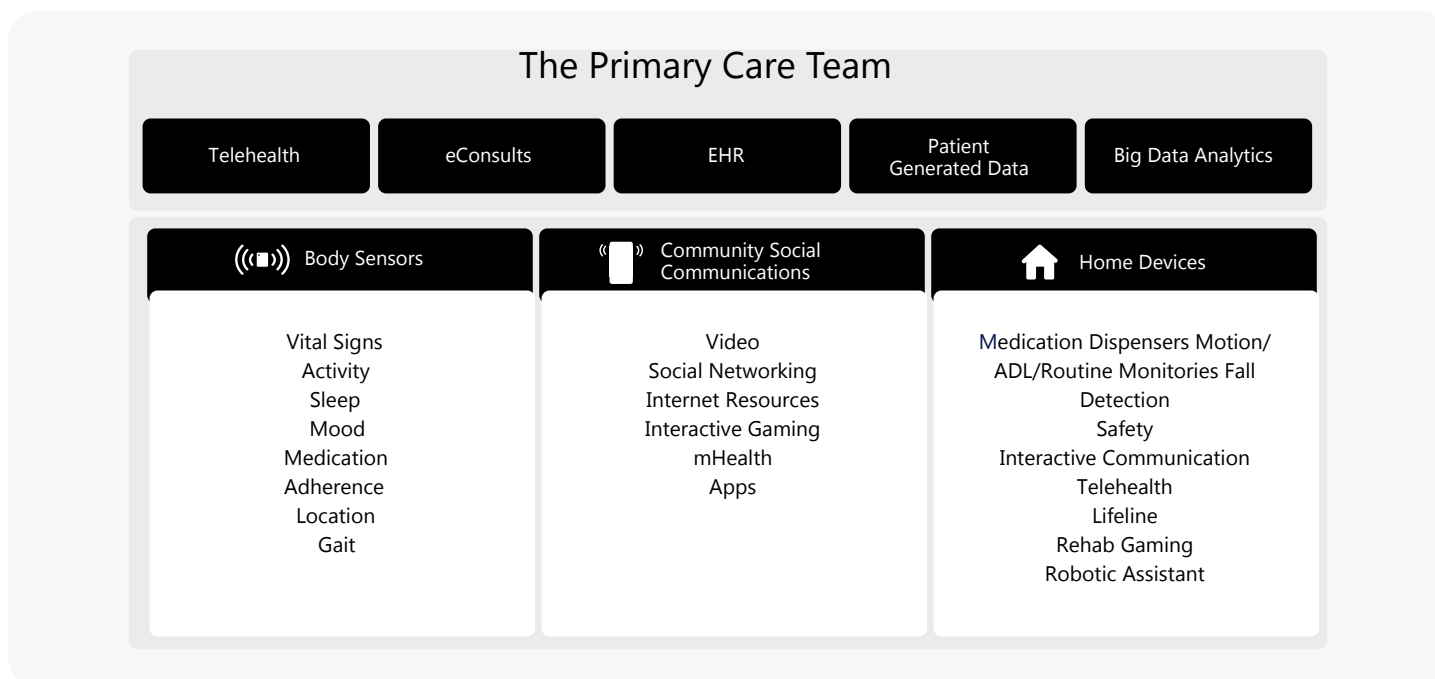 The Primary Care Team
Telehealth
eConsults
EHR
Patient
Generated Data
Big Data Analytics
Body Sensors
Vital Signs
Activity
Sleep
Mood
Medication
Adherence
Location
Gait
Community Social
Communications
Video
Social Networking
Internet Resources
Interactive Gaming
mHealth
Apps
Home Devices
Medication Dispensers Motion/
ADL/Routine Monitories Fall
Detection
Safety
Interactive Communication
Telehealth
Lifeline
Rehab Gaming
Robotic Assistant